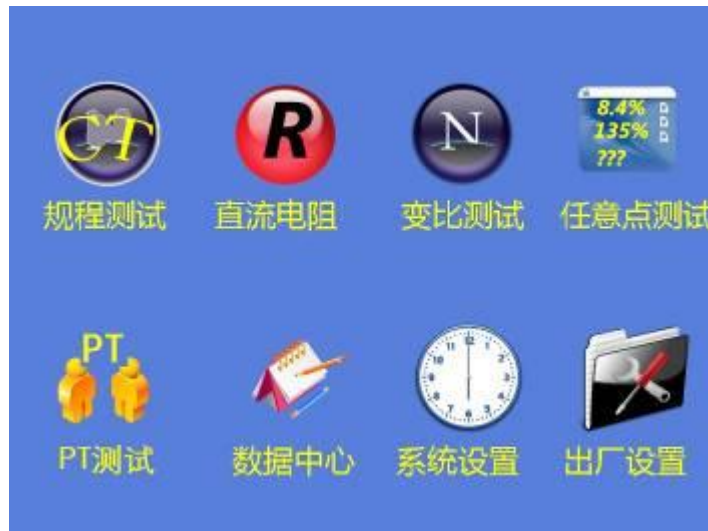 CT
R
N
8.4%
135%
???
规程测试
直流电阻
变比测试
任意点测试
PT
PT测试
数据中心
系统设置
出厂设置